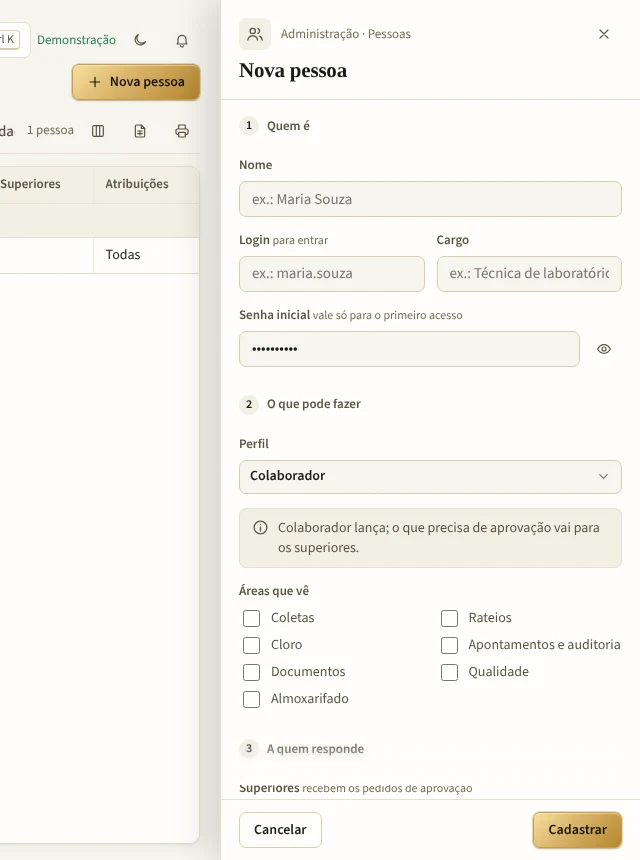 Ctrl K
Demonstração
Nova pessoa
1 pessoa
Superiores
Atribuições
Todas
Administração · Pessoas
Nova pessoa
1 Quem é
Nome
ex.: Maria Souza
Login para entrar
Cargo
ex.: maria.souza
ex.: Técnica de laboratóric
Senha inicial vale só para o primeiro acesso
••••••••••
2 O que pode fazer
Perfil
Colaborador
Colaborador lança; o que precisa de aprovação vai para
os superiores.
Áreas que vê
Coletas
Rateios
Cloro
Apontamentos e auditoria
Documentos
Qualidade
Almoxarifado
3 A quem responde
Superiores recebem os pedidos de aprovação
Cancelar
Cadastrar